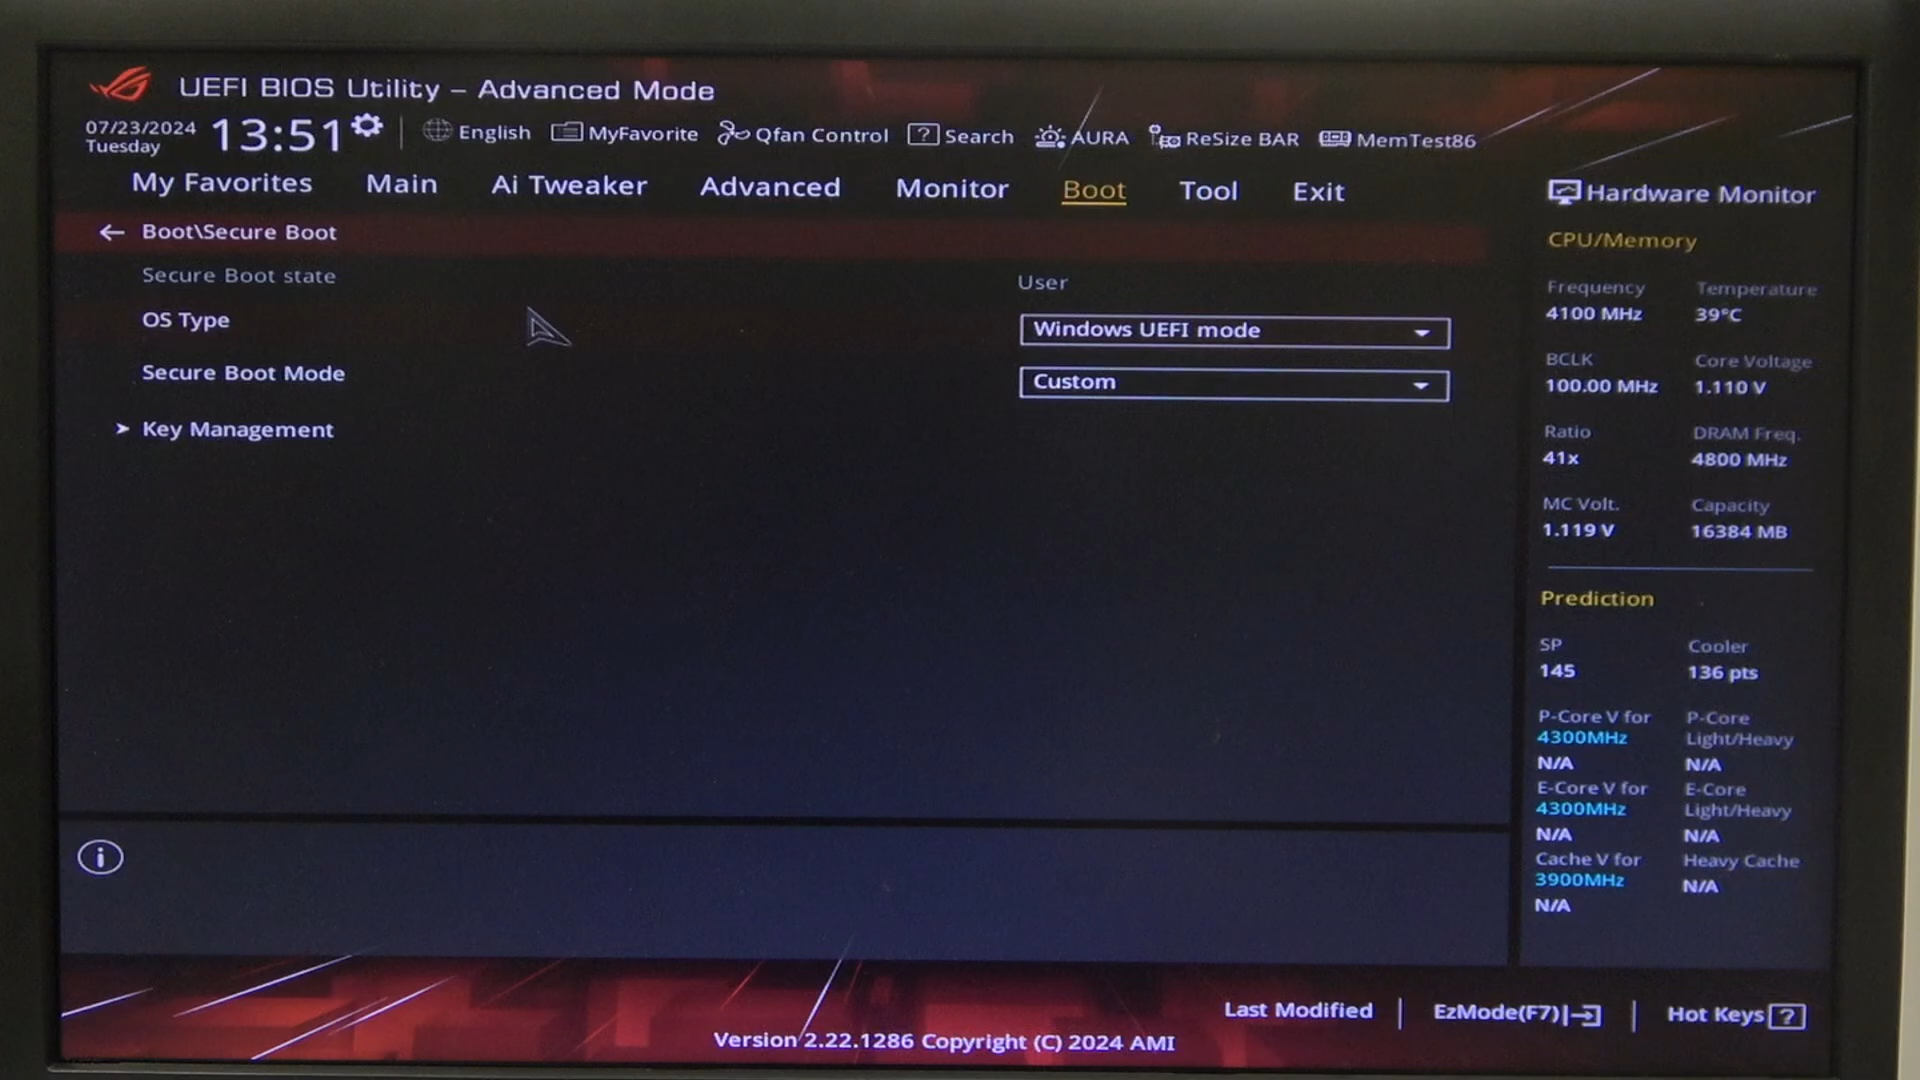 UEFI BIOS Utility – Advanced Mode
07/23/2024
Tuesday
13:51
English
MyFavorite
Qfan Control
? Search
AURA
ReSize BAR
MemTest86
My Favorites
Main
Ai Tweaker
Advanced
Monitor
Boot
Tool
Exit
Boot\Secure Boot
Secure Boot state
User
OS Type
Windows UEFI mode
Secure Boot Mode
Custom
Key Management
i
Hardware Monitor
CPU/Memory
Frequency
Temperature
4100 MHz
39°C
BCLK
Core Voltage
100.00 MHz
1.110 V
Ratio
DRAM Freq.
41x
4800 MHz
MC Volt.
Capacity
1.119 V
16384 MB
Prediction
SP
Cooler
145
136 pts
P-Core V for
P-Core
4300MHz
Light/Heavy
N/A
N/A
E-Core V for
E-Core
4300MHz
Light/Heavy
N/A
N/A
Cache V for
Heavy Cache
3900MHz
N/A
N/A
Last Modified
EzMode(F7)
Hot Keys ?
Version 2.22.1286 Copyright (C) 2024 AMI